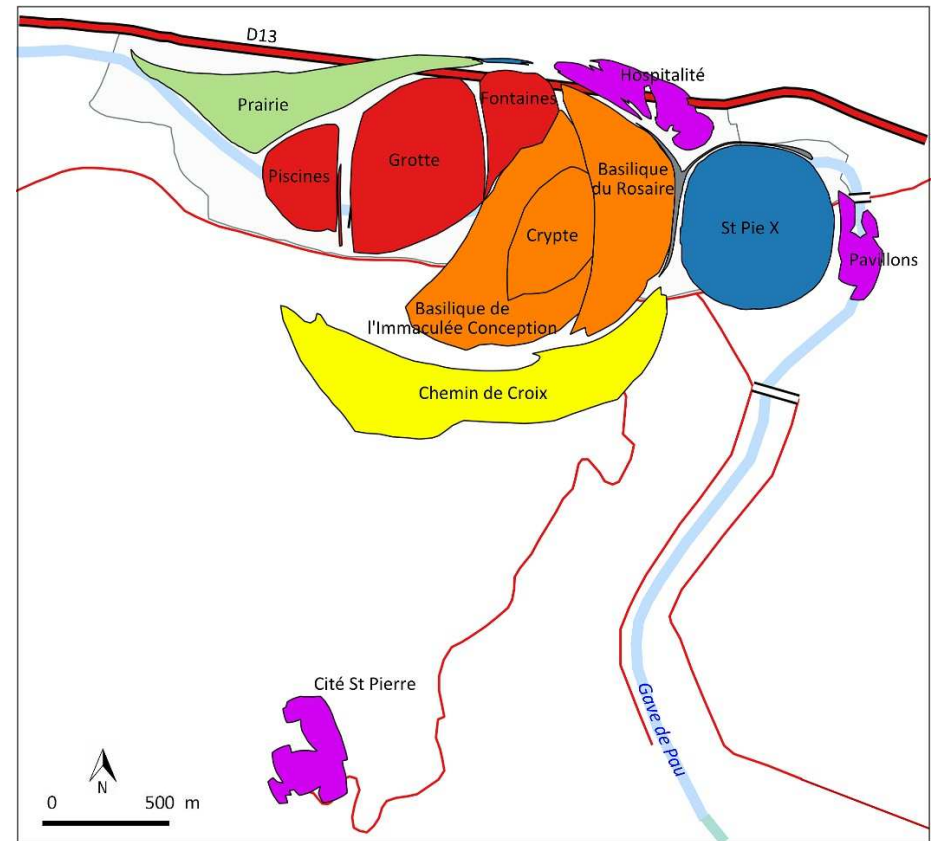 D13
Hospitalité
Prairie
Fontaines
Grotte
Piscines
Basilique
du Rosaire
Crypte
St Pie X
Pavillons
Basilique de
l'Immaculée Conception
Chemin de Croix
Cité St Pierre
Gave de Pau
N
0 500 m